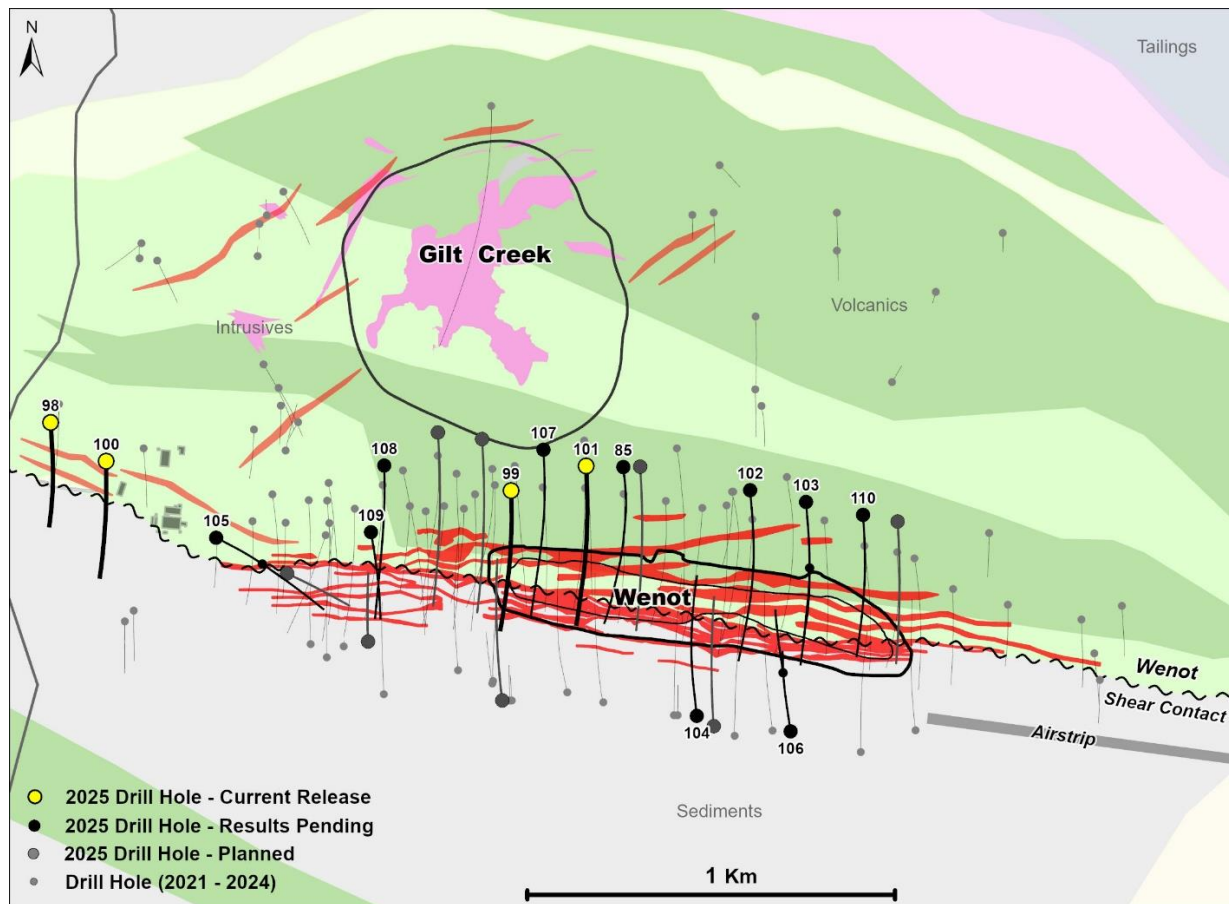 N
Tailings
Gilt Creek
Volcanics
Intrusives
98
100
108
107
101
85
99
102
103
110
105
109
Wenot
Wenot
Shear Contact
104
106
Airstrip
Sediments
2025 Drill Hole - Current Release
2025 Drill Hole - Results Pending
2025 Drill Hole - Planned
Drill Hole (2021 - 2024)
1 Km